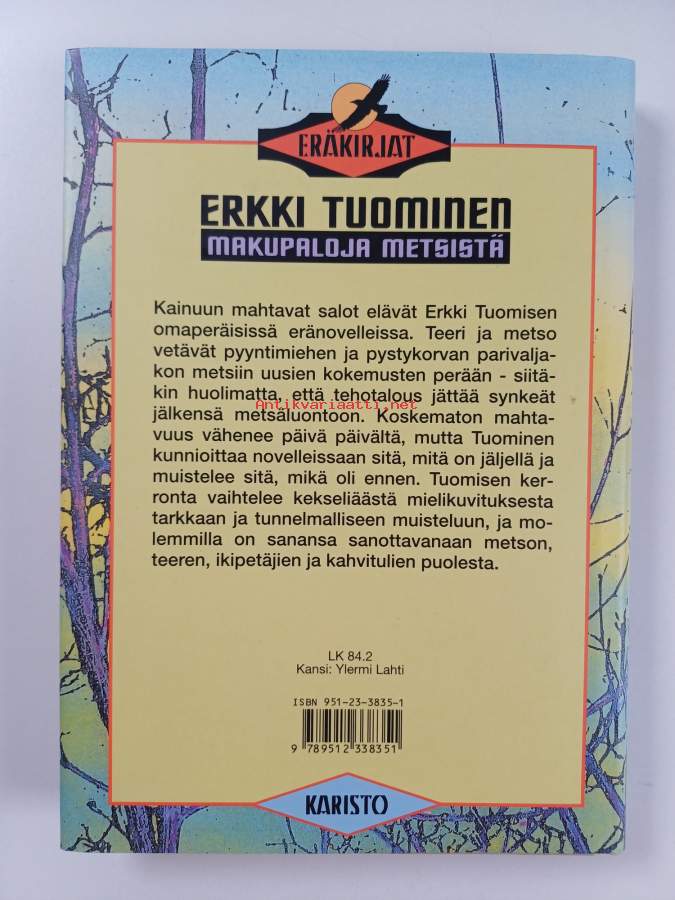 ERÄKIRJAT
ERKKI TUOMINEN
MAKUPALOJA METSISTÄ
Kainuun mahtavat salot elävät Erkki Tuomisen
omaperäisissä eränovelleissa. Teeri ja metso
vetävät pyyntimiehen ja pystykorvan parivalja-
kon metsiin uusien kokemusten perään - siitä-
kin huolimatta, että tehotalous jättää synkeät
Antikvariaatti.net
jälkensä metsäluontoon. Koskematon mahta-
vuus vähenee päivä päivältä, mutta Tuominen
kunnioittaa novelleissaan sitä, mitä on jäljellä ja
muistelee sitä, mikä oli ennen. Tuomisen ker-
ronta vaihtelee kekseliäästä mielikuvituksesta
tarkkaan ja tunnelmalliseen muisteluun, ja mo-
lemmilla on sanansa sanottavanaan metson,
teeren, ikipetäjien ja kahvitulien puolesta.
LK 84.2
Kansi: Ylermi Lahti
ISBN 951-23-3835-1
9 789512 338351
KARISTO